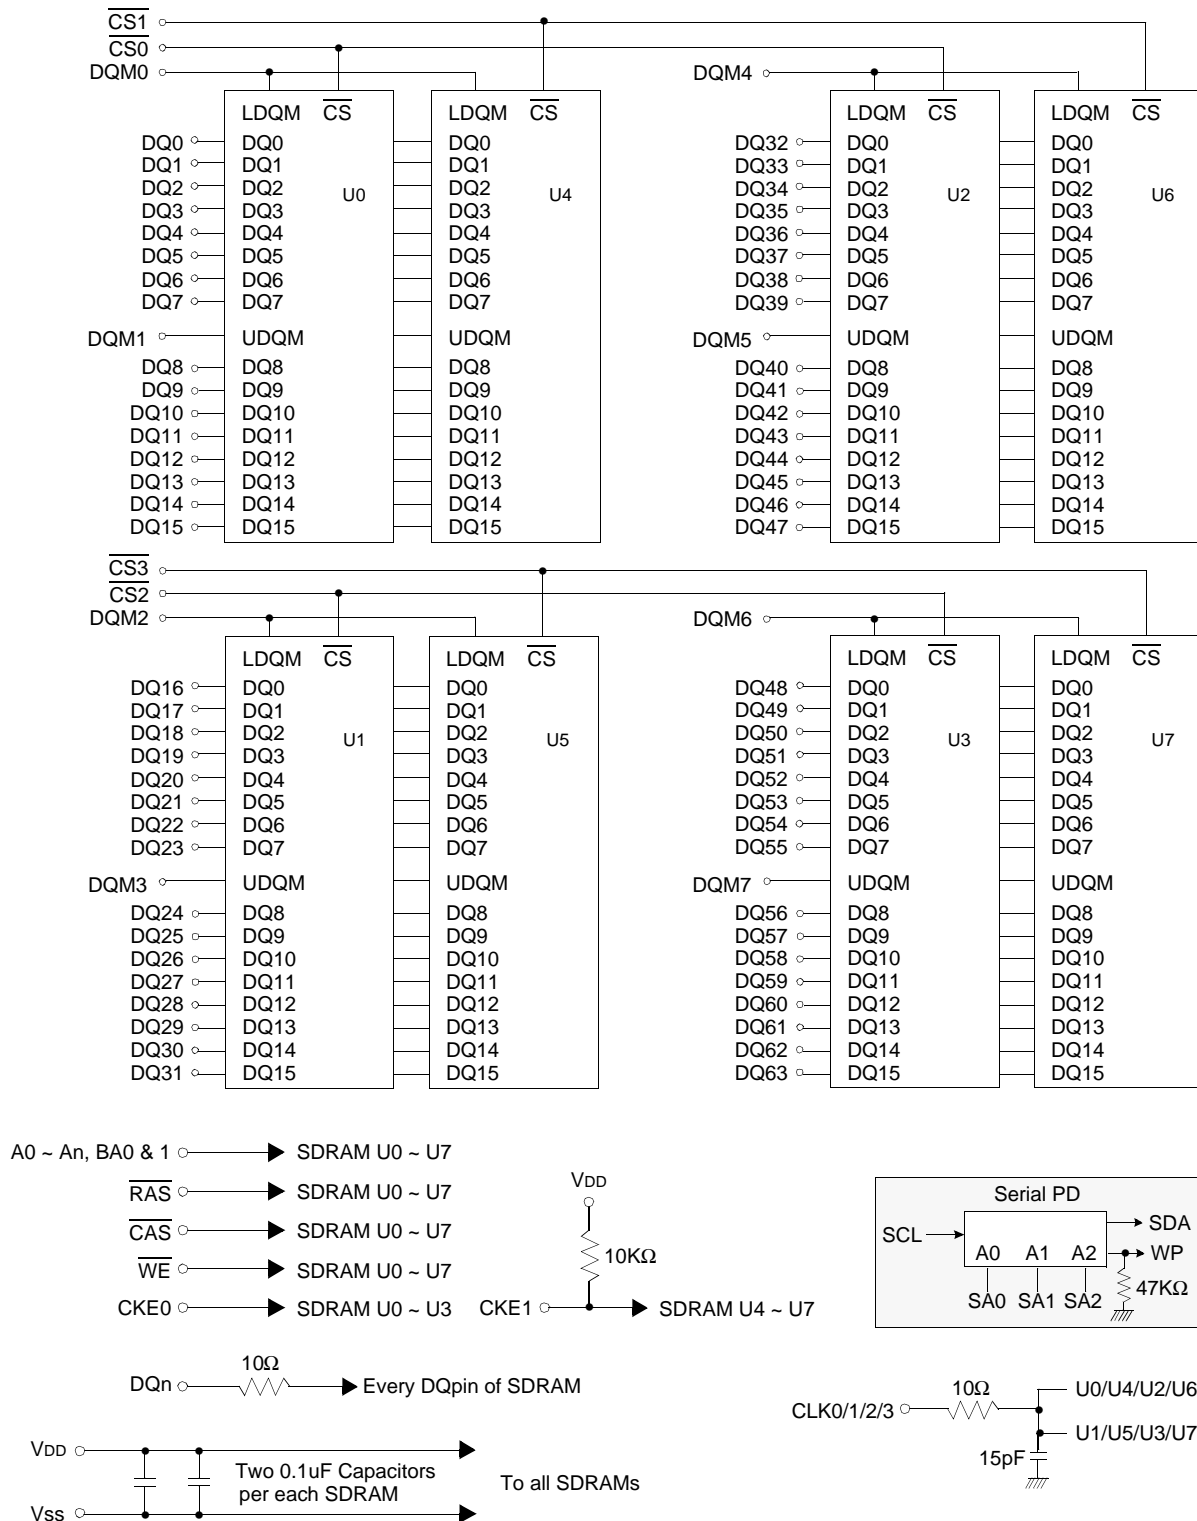 CS1
CS0
DQM0 DQM4
LDQM CS LDQM CS LDQM CS LDQM CS
DQ0 DQ0 DQ0 DQ32 DQ0 DQ0
DQ1 DQ1 DQ1 DQ33 DQ1 DQ1
DQ2 DQ2 U0 DQ2 U4 DQ34 DQ2 U2 DQ2 U6
DQ3 DQ3 DQ3 DQ35 DQ3 DQ3
DQ4 DQ4 DQ4 DQ36 DQ4 DQ4
DQ5 DQ5 DQ5 DQ37 DQ5 DQ5
DQ6 DQ6 DQ6 DQ38 DQ6 DQ6
DQ7 DQ7 DQ7 DQ39 DQ7 DQ7
DQM1 UDQM UDQM DQM5 UDQM UDQM
DQ8 DQ8 DQ8 DQ40 DQ8 DQ8
DQ9 DQ9 DQ9 DQ41 DQ9 DQ9
DQ10 DQ10 DQ10 DQ42 DQ10 DQ10
DQ11 DQ11 DQ11 DQ43 DQ11 DQ11
DQ12 DQ12 DQ12 DQ44 DQ12 DQ12
DQ13 DQ13 DQ13 DQ45 DQ13 DQ13
DQ14 DQ14 DQ14 DQ46 DQ14 DQ14
DQ15 DQ15 DQ15 DQ47 DQ15 DQ15
CS3
CS2
DQM2 DQM6
LDQM CS LDQM CS LDQM CS LDQM CS
DQ16 DQ0 DQ0 DQ48 DQ0 DQ0
DQ17 DQ1 DQ1 DQ49 DQ1 DQ1
DQ18 DQ2 U1 DQ2 U5 DQ50 DQ2 U3 DQ2 U7
DQ19 DQ3 DQ3 DQ51 DQ3 DQ3
DQ20 DQ4 DQ4 DQ52 DQ4 DQ4
DQ21 DQ5 DQ5 DQ53 DQ5 DQ5
DQ22 DQ6 DQ6 DQ54 DQ6 DQ6
DQ23 DQ7 DQ7 DQ55 DQ7 DQ7
DQM3 UDQM UDQM DQM7 UDQM UDQM
DQ24 DQ8 DQ8 DQ56 DQ8 DQ8
DQ25 DQ9 DQ9 DQ57 DQ9 DQ9
DQ26 DQ10 DQ10 DQ58 DQ10 DQ10
DQ27 DQ11 DQ11 DQ59 DQ11 DQ11
DQ28 DQ12 DQ12 DQ60 DQ12 DQ12
DQ29 DQ13 DQ13 DQ61 DQ13 DQ13
DQ30 DQ14 DQ14 DQ62 DQ14 DQ14
DQ31 DQ15 DQ15 DQ63 DQ15 DQ15
A0 ~ An, BA0 & 1 SDRAM U0 ~ U7
RAS SDRAM U0 ~ U7
CAS SDRAM U0 ~ U7
WE SDRAM U0 ~ U7
CKE0 SDRAM U0 ~ U3
VDD
10KΩ
CKE1 SDRAM U4 ~ U7
Serial PD
SCL SDA
A0 A1 A2 WP
47KΩ
SA0 SA1 SA2
10Ω
DQn Every DQpin of SDRAM
10Ω U0/U4/U2/U6
CLK0/1/2/3
U1/U5/U3/U7
15pF
VDD
Two 0.1uF Capacitors
per each SDRAM
To all SDRAMs
Vss